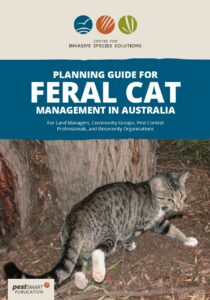 CENTRE FOR
INVASIVE SPECIES SOLUTIONS
PLANNING GUIDE FOR
FERAL CAT
MANAGEMENT IN AUSTRALIA
For Land Managers, Community Groups, Pest Control
Professionals, and Biosecurity Organisations
pestSMART
PUBLICATION